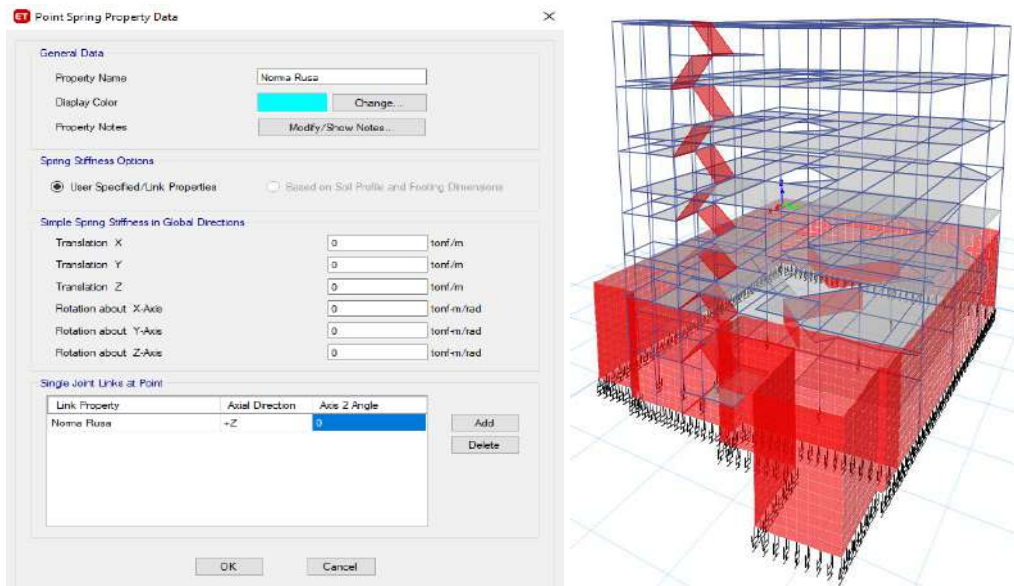 ET Point Spring Property Data
General Data
Property Name Norma Rusa
Display Color Change...
Property Notes Modify/Show Notes...
Spring Stiffness Options
User Specified/Link Properties Based on Soil Profile and Footing Dimensions
Simple Spring Stiffness in Global Directions
Translation X 0 tonf/m
Translation Y 0 tonf/m
Translation Z 0 tonf/m
Rotation about X-Axis 0 tonf-m/rad
Rotation about Y-Axis 0 tonf-m/rad
Rotation about Z-Axis 0 tonf-m/rad
Single Joint Links at Point
Link Property Axial Direction Axis 2 Angle
Norma Rusa +Z 0
Add
Delete
OK Cancel